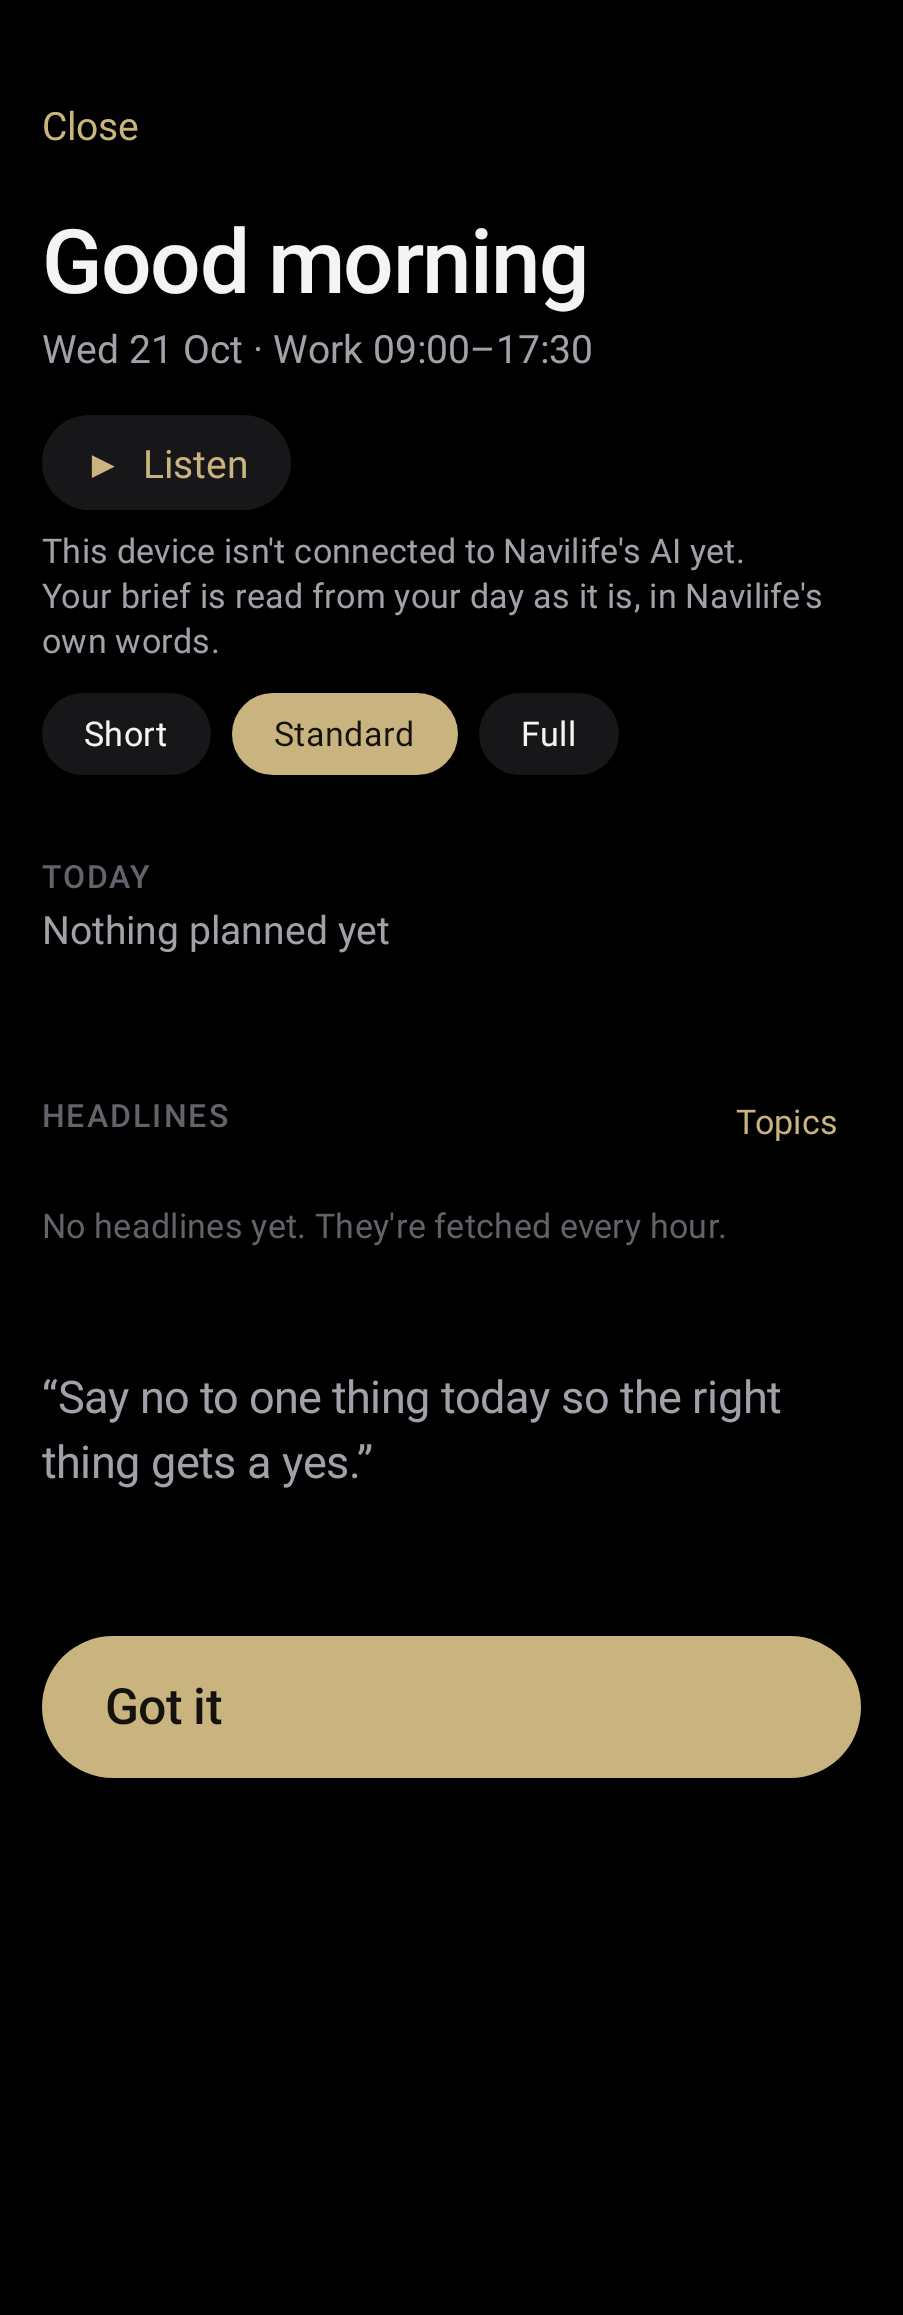 Close
Good morning
Wed 21 Oct · Work 09:00–17:30
► Listen
This device isn't connected to Navilife's AI yet.
Your brief is read from your day as it is, in Navilife's
own words.
Short Standard Full
TODAY
Nothing planned yet
HEADLINES Topics
No headlines yet. They're fetched every hour.
“Say no to one thing today so the right
thing gets a yes.”
Got it